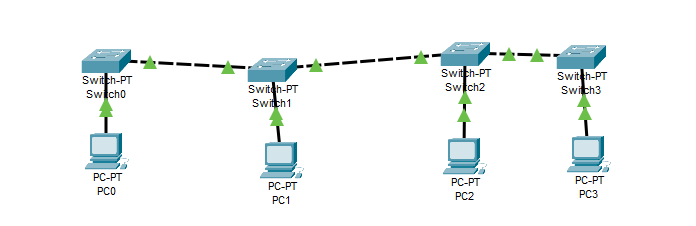 Switch-PT
Switch0
Switch-PT
Switch1
Switch-PT
Switch2
Switch-PT
Switch3
PC-PT
PC0
PC-PT
PC1
PC-PT
PC2
PC-PT
PC3